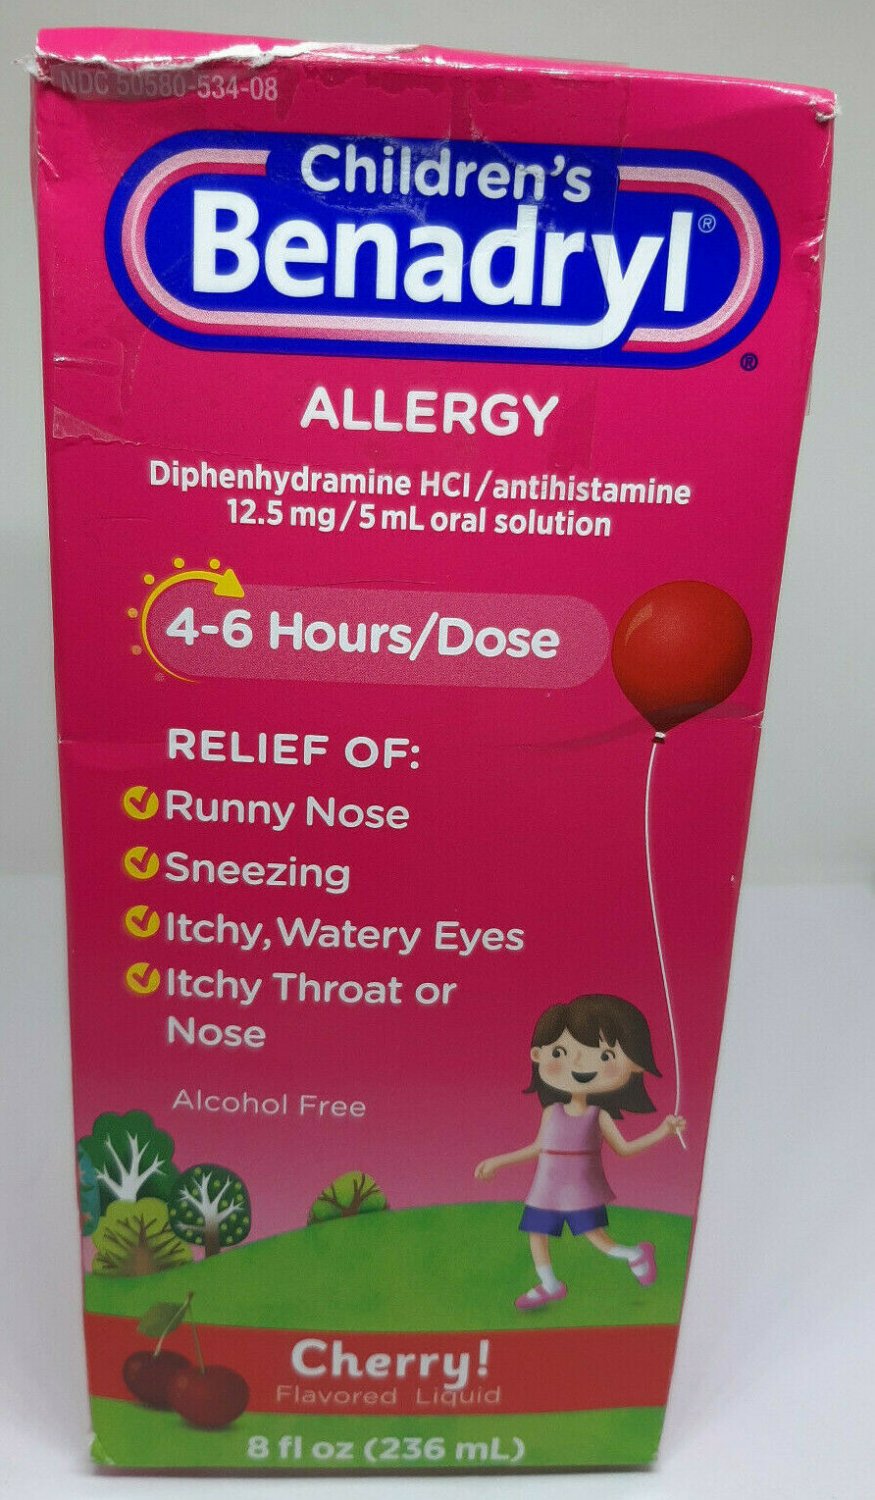 NDC 50580-534-08
Children's
Benadryl®
®
ALLERGY
Diphenhydramine HCl/antihistamine
12.5 mg/5 mL oral solution
4-6 Hours/Dose
RELIEF OF:
Runny Nose
Sneezing
Itchy, Watery Eyes
Itchy Throat or
Nose
Alcohol Free
Cherry!
Flavored Liquid
8 fl oz (236 mL)